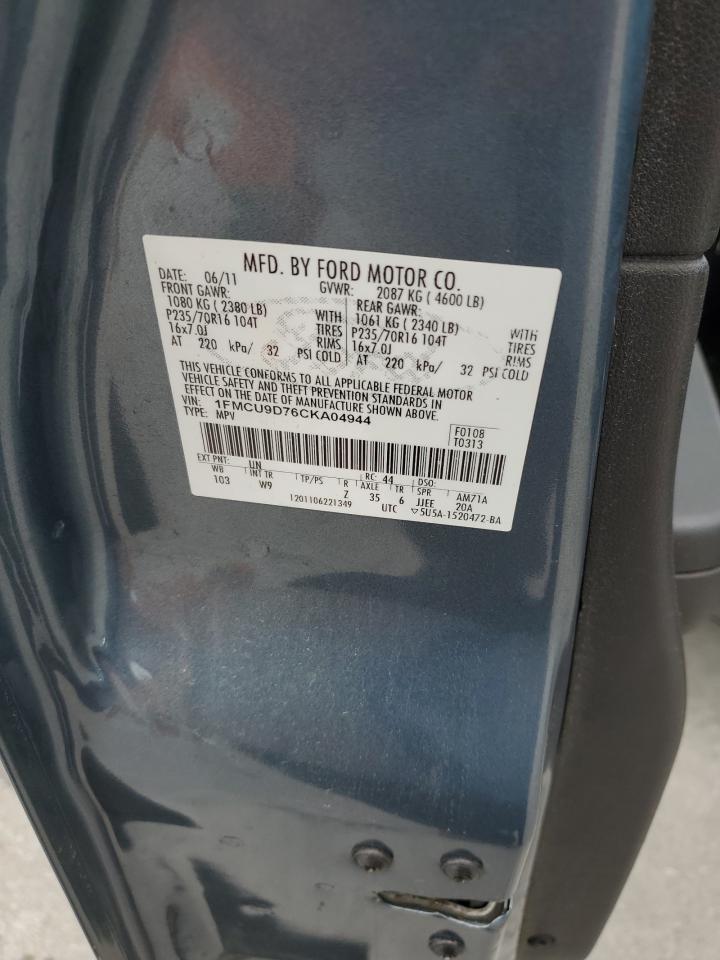 MFD. BY FORD MOTOR CO.
DATE: 06/11 GVWR: 2087 KG ( 4600 LB)
FRONT GAWR: REAR GAWR:
1080 KG ( 2380 LB) WITH 1061 KG ( 2340 LB) WITH
P235/70R16 104T TIRES P235/70R16 104T TIRES
16x7.0J RIMS 16x7.0J RIMS
AT 220 kPa/ 32 PSI COLD AT 220 kPa/ 32 PSI COLD
THIS VEHICLE CONFORMS TO ALL APPLICABLE FEDERAL MOTOR
VEHICLE SAFETY AND THEFT PREVENTION STANDARDS IN
EFFECT ON THE DATE OF MANUFACTURE SHOWN ABOVE.
VIN: 1FMCU9D76CKA04944
TYPE: MPV
F0108
T0313
EXT PNT: UN RC: 44 DSO:
WB INT TR TP/PS R AXLE TR SPR AM71A
103 W9 Z 35 6 JJEE 20A
1201106221349 UTC ▽5U5A-1520472-BA